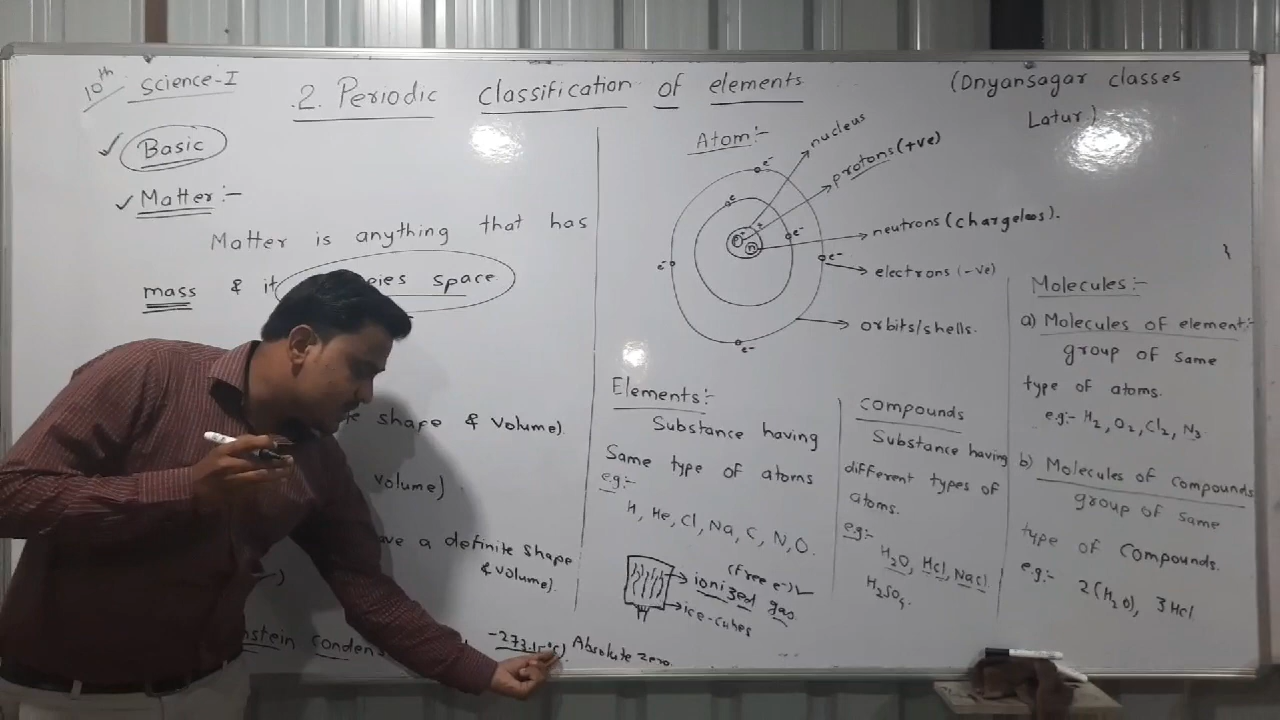 10th Science-I
.2. Periodic classification of elements
(Dnyansagar classes
Latur.)
✓ Basic
✓ Matter:-
Matter is anything that has
mass & it space
shape & volume).
volume).
a definite shape
& volume).
-273.15°C) Absolute zero.
Atom:-
nucleus
protons (+ve)
neutrons (chargeless).
electrons (-ve)
orbits/shells.
e-
e-
e-
e-
e-
Elements:-
Substance having
Same type of atoms
e.g:-
H, He, Cl, Na, C, N, O.
(free e-)
ionized gas
ice-cubes
Compounds
Substance having
different types of
atoms.
eg:-
H2O, Hcl, Nacl
H2SO4.
Molecules:-
a) Molecules of element:-
group of same
type of atoms.
e.g:- H2, O2, Cl2, N3.
b) Molecules of compounds
group of same
type of compounds.
e.g:- 2(H2O), 3Hcl